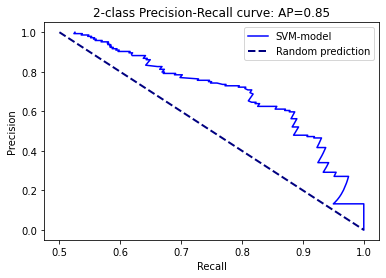 2-class Precision-Recall curve: AP=0.85
SVM-model
Random prediction
1.0
0.8
0.6
0.4
0.2
0.0
Precision
0.5
0.6
0.7
0.8
0.9
1.0
Recall